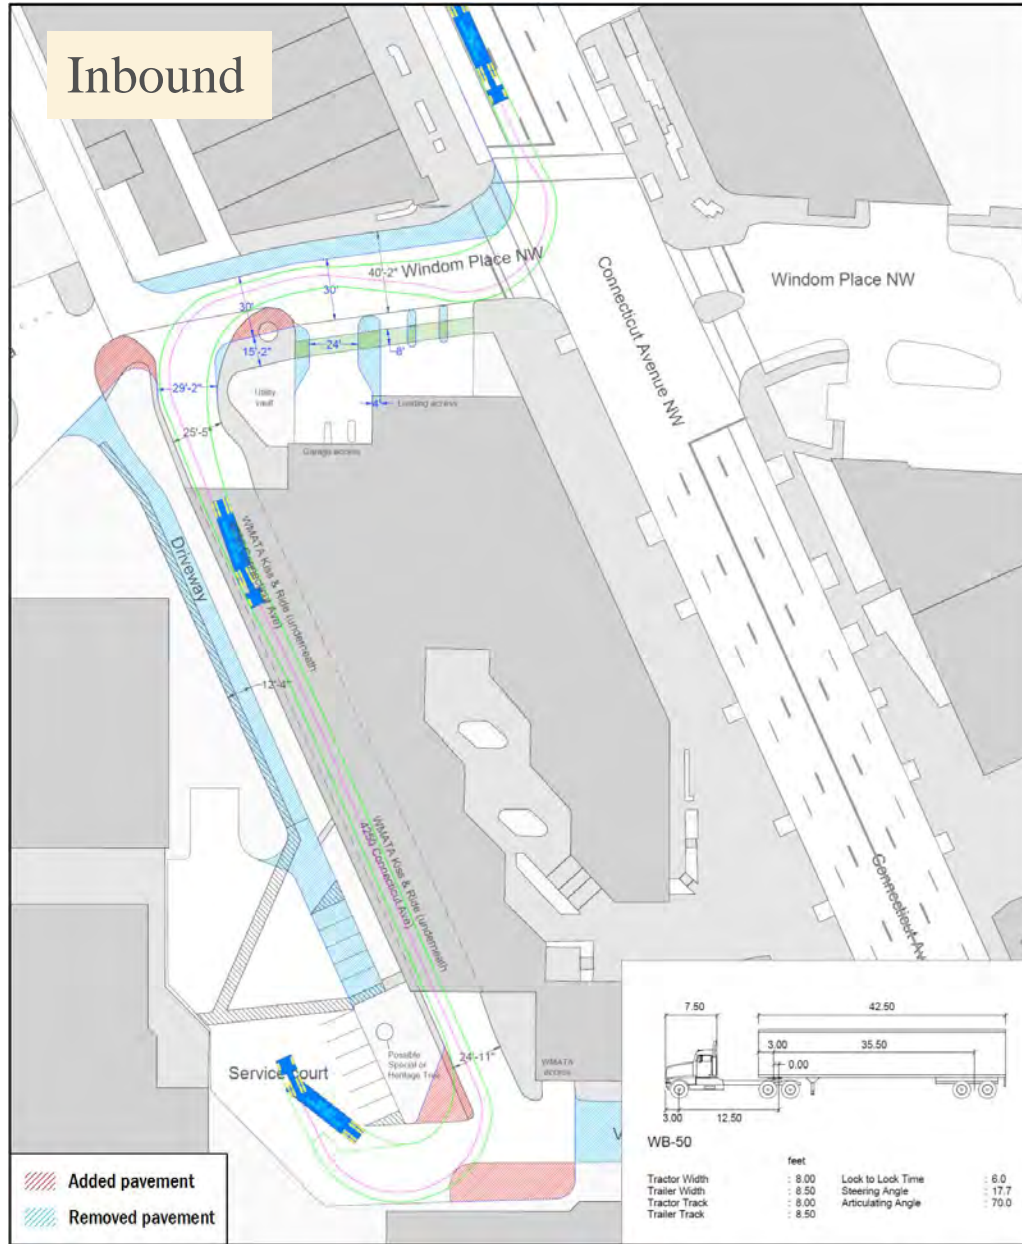 Inbound
40'-2"
Windom Place NW
30'
30'
Windom Place NW
Connecticut Avenue NW
15'-2"
24'
8'
29'-2"
4'
Utility
vault
Loading access
25'-5"
Garage access
WMATA Kiss & Ride (underneath
Connecticut Ave)
Driveway
12'-4"
WMATA Kiss & Ride (underneath
4250 Connecticut Ave)
Connecticut Av
Service court
Possible
Special or
Heritage Tree
24'-11"
WMATA
access
7.50
42.50
3.00
35.50
0.00
3.00
12.50
WB-50
feet
Tractor Width : 8.00
Trailer Width : 8.50
Tractor Track : 8.00
Trailer Track : 8.50
Lock to Lock Time : 6.0
Steering Angle : 17.7
Articulating Angle : 70.0
Added pavement
Removed pavement